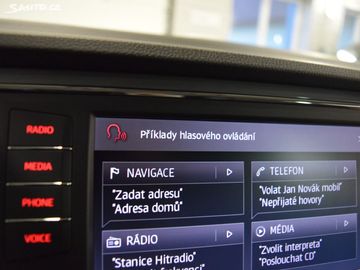 SAUTO.CZ
RADIO
MEDIA
PHONE
VOICE
Příklady hlasového ovládání
NAVIGACE
"Zadat adresu"
"Adresa domů"
TELEFON
"Volat Jan Novák mobil"
"Nepřijaté hovory"
RÁDIO
"Stanice Hitradio"
MÉDIA
"Zvolit interpreta"
"Poslouchat CD"